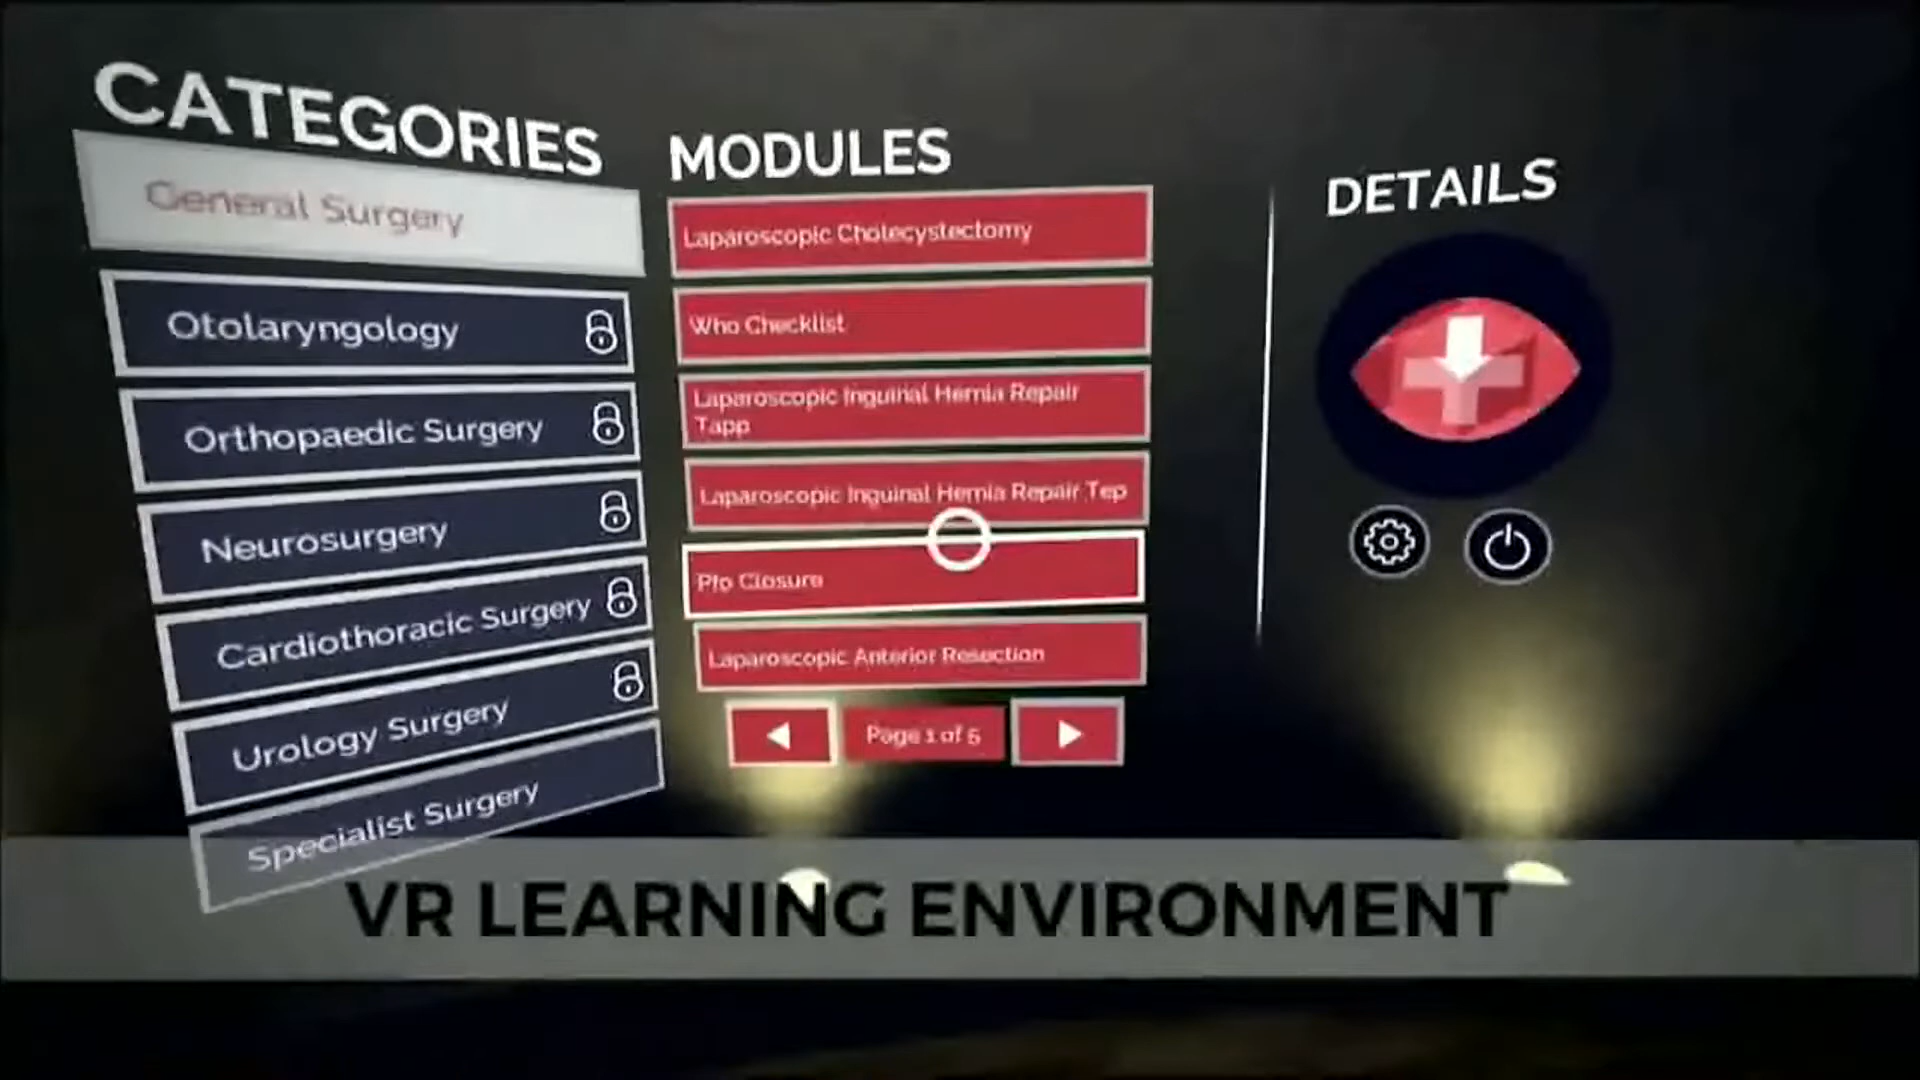 CATEGORIES
General Surgery
Otolaryngology
Orthopaedic Surgery
Neurosurgery
Cardiothoracic Surgery
Urology Surgery
Specialist Surgery
MODULES
Laparoscopic Cholecystectomy
Who Checklist
Laparoscopic Inguinal Hernia Repair
Tapp
Laparoscopic Inguinal Hernia Repair Tep
Pfo Closure
Laparoscopic Anterior Resection
Page 1 of 5
DETAILS
VR LEARNING ENVIRONMENT